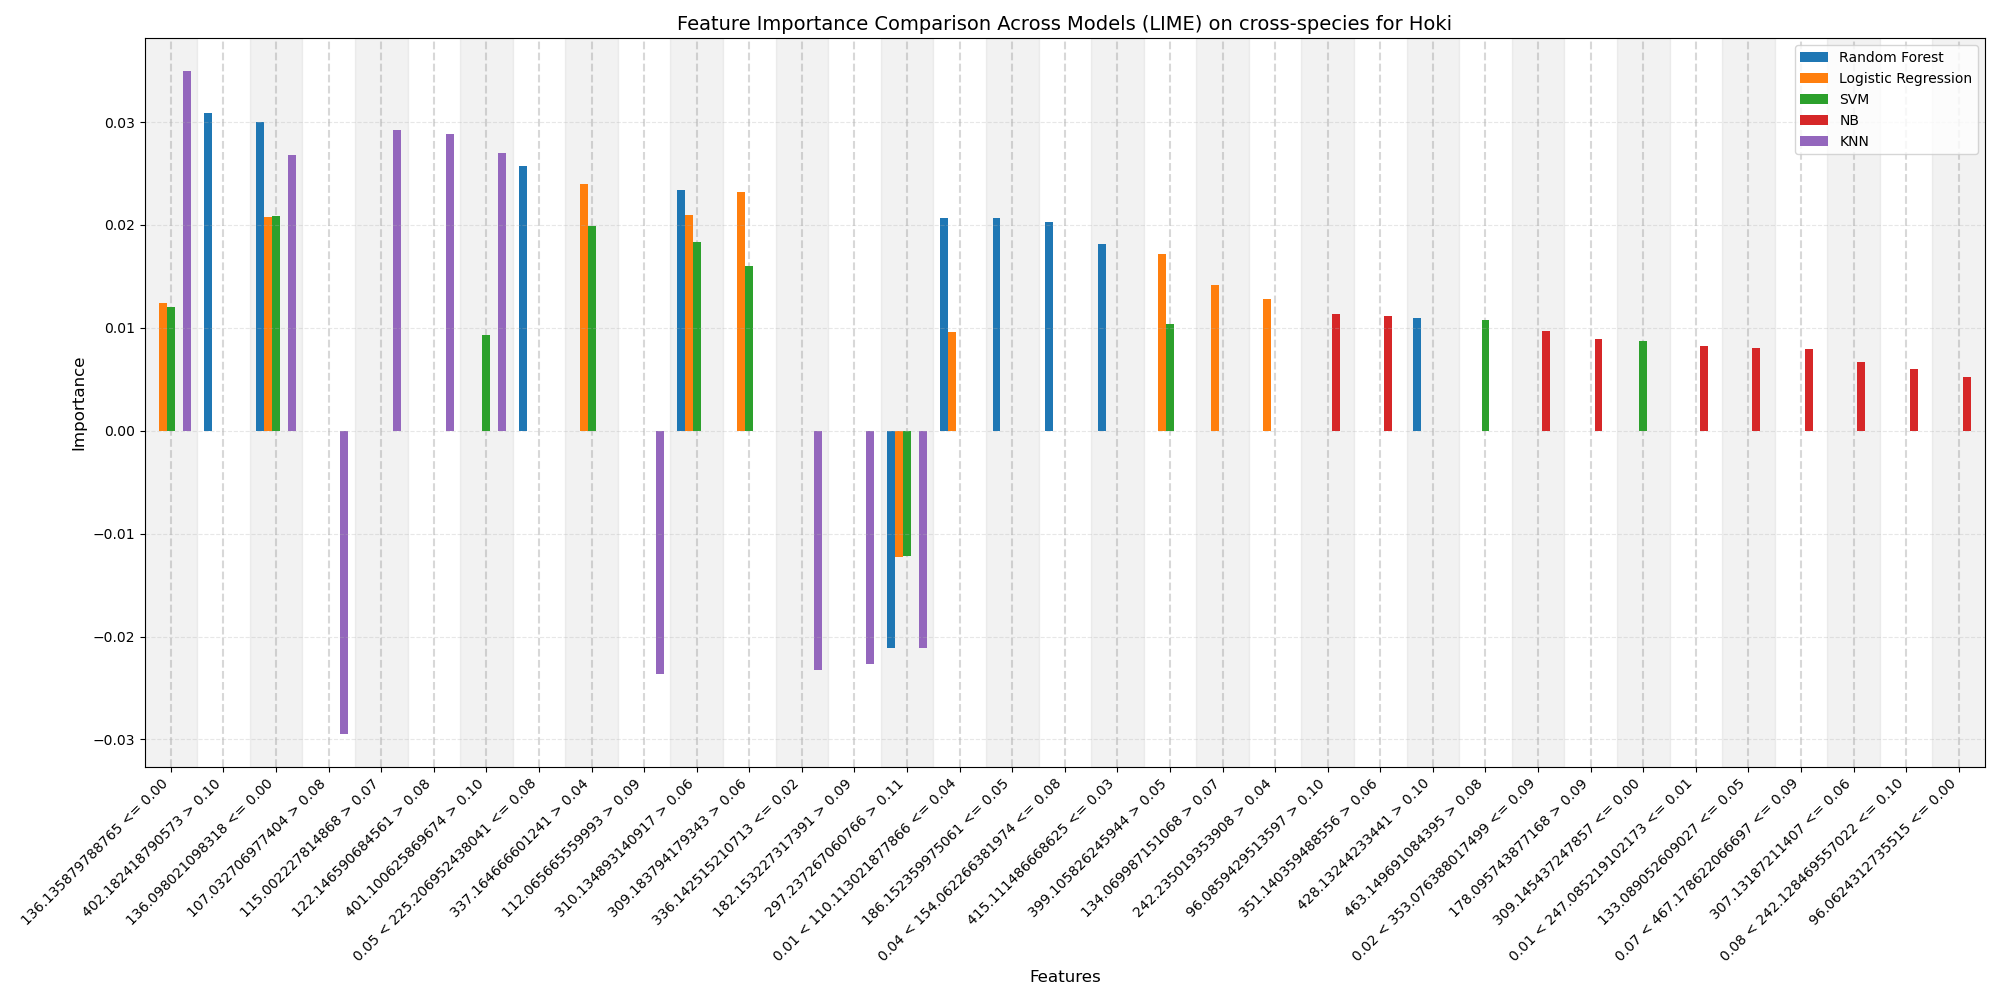 Feature Importance Comparison Across Models (LIME) on cross-species for Hoki
Random Forest
Logistic Regression
SVM
NB
KNN
Importance
0.03
0.02
0.01
0.00
−0.01
−0.02
−0.03
136.135879788765 <= 0.00
402.182418790573 > 0.10
136.098021098318 <= 0.00
107.032706977404 > 0.08
115.002278114868 > 0.07
122.146590684561 > 0.08
401.100625869674 > 0.10
0.05 < 225.206952438041 <= 0.08
337.164666601241 > 0.04
112.065665559993 > 0.09
310.134893140917 > 0.06
309.183794179343 > 0.06
336.142515210713 <= 0.02
182.153227317391 > 0.09
297.237267060766 > 0.11
0.01 < 110.113021877866 <= 0.04
186.152359975061 <= 0.05
0.04 < 154.062266381974 <= 0.08
415.111486668625 <= 0.03
399.105826245944 > 0.05
134.069987151068 > 0.07
242.235019353908 > 0.04
96.0859429513597 > 0.10
351.140359488556 > 0.06
428.132442344​1 > 0.10
463.149691084395 > 0.08
0.02 < 353.076388017499 <= 0.09
178.095743877168 > 0.09
309.145437247857 <= 0.00
0.01 < 247.085219102173 <= 0.01
133.089052609027 <= 0.05
0.07 < 467.178622066697 <= 0.09
307.13187211407 <= 0.06
0.08 < 242.128469557022 <= 0.10
96.0624312735515 <= 0.00
Features